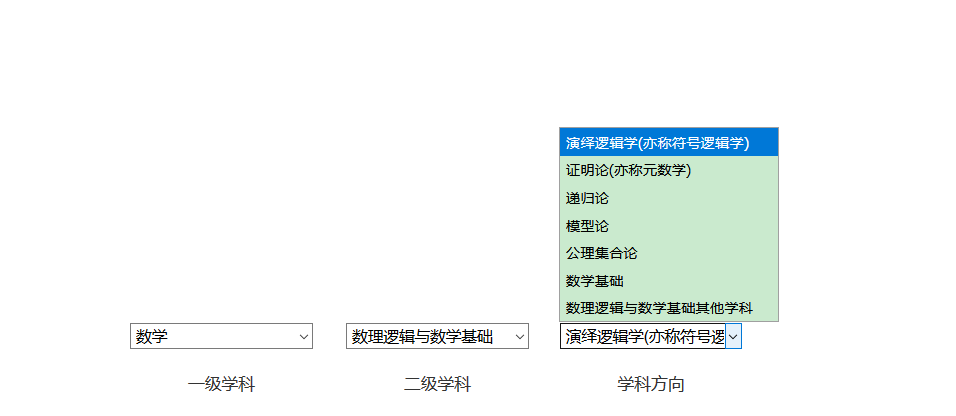 演绎逻辑学(亦称符号逻辑学)
证明论(亦称元数学)
递归论
模型论
公理集合论
数学基础
数理逻辑与数学基础其他学科
数学 数理逻辑与数学基础 演绎逻辑学(亦称符号逻
一级学科 二级学科 学科方向